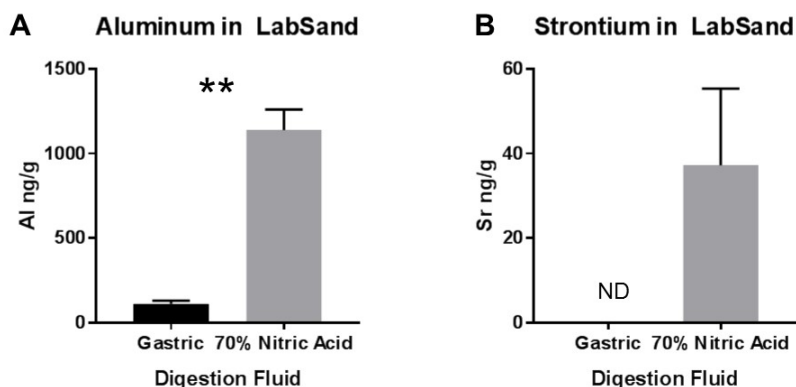 A
Aluminum in LabSand
Al ng/g
1500
1000
500
0
**
Gastric 70% Nitric Acid
Digestion Fluid
B
Strontium in LabSand
Sr ng/g
60
40
20
0
ND
Gastric 70% Nitric Acid
Digestion Fluid